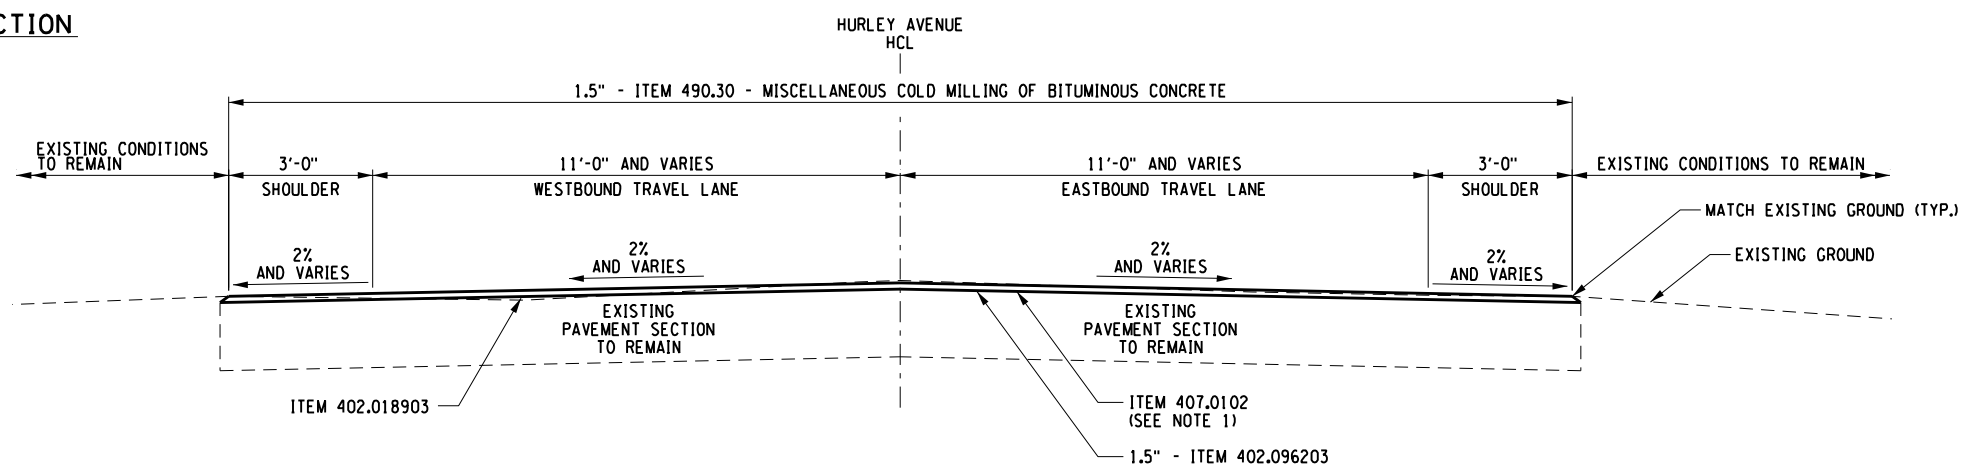 CTION
HURLEY AVENUE
HCL
1.5" - ITEM 490.30 - MISCELLANEOUS COLD MILLING OF BITUMINOUS CONCRETE
EXISTING CONDITIONS
TO REMAIN
3'-0"
SHOULDER
11'-0" AND VARIES
WESTBOUND TRAVEL LANE
11'-0" AND VARIES
EASTBOUND TRAVEL LANE
3'-0"
SHOULDER
EXISTING CONDITIONS TO REMAIN
MATCH EXISTING GROUND (TYP.)
EXISTING GROUND
2%
AND VARIES
2%
AND VARIES
2%
AND VARIES
2%
AND VARIES
EXISTING
PAVEMENT SECTION
TO REMAIN
EXISTING
PAVEMENT SECTION
TO REMAIN
ITEM 402.018903
ITEM 407.0102
(SEE NOTE 1)
1.5" - ITEM 402.096203